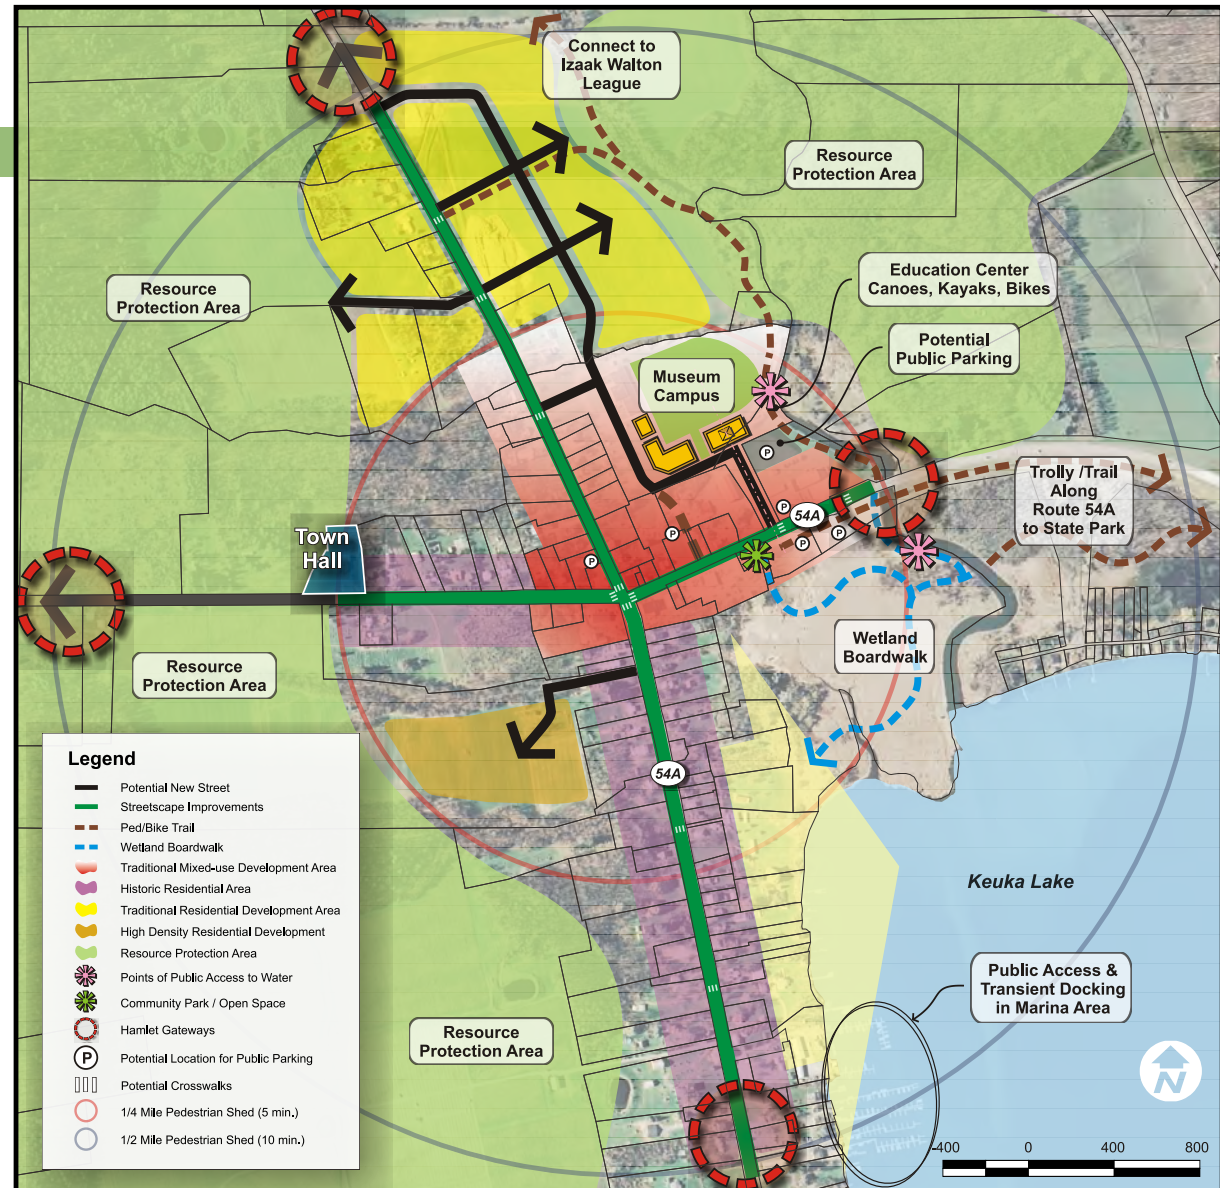 Connect to
Izaak Walton
League
Resource
Protection Area
Resource
Protection Area
Education Center
Canoes, Kayaks, Bikes
Potential
Public Parking
Museum
Campus
P
Trolly /Trail
Along
Route 54A
to State Park
54A
P
P
P
P
P
Town
Hall
Wetland
Boardwalk
Resource
Protection Area
54A
Keuka Lake
Public Access &
Transient Docking
in Marina Area
Resource
Protection Area
Legend
Potential New Street
Streetscape Improvements
Ped/Bike Trail
Wetland Boardwalk
Traditional Mixed-use Development Area
Historic Residential Area
Traditional Residential Development Area
High Density Residential Development
Resource Protection Area
Points of Public Access to Water
Community Park / Open Space
Hamlet Gateways
P Potential Location for Public Parking
Potential Crosswalks
1/4 Mile Pedestrian Shed (5 min.)
1/2 Mile Pedestrian Shed (10 min.)
N
-400 0 400 800